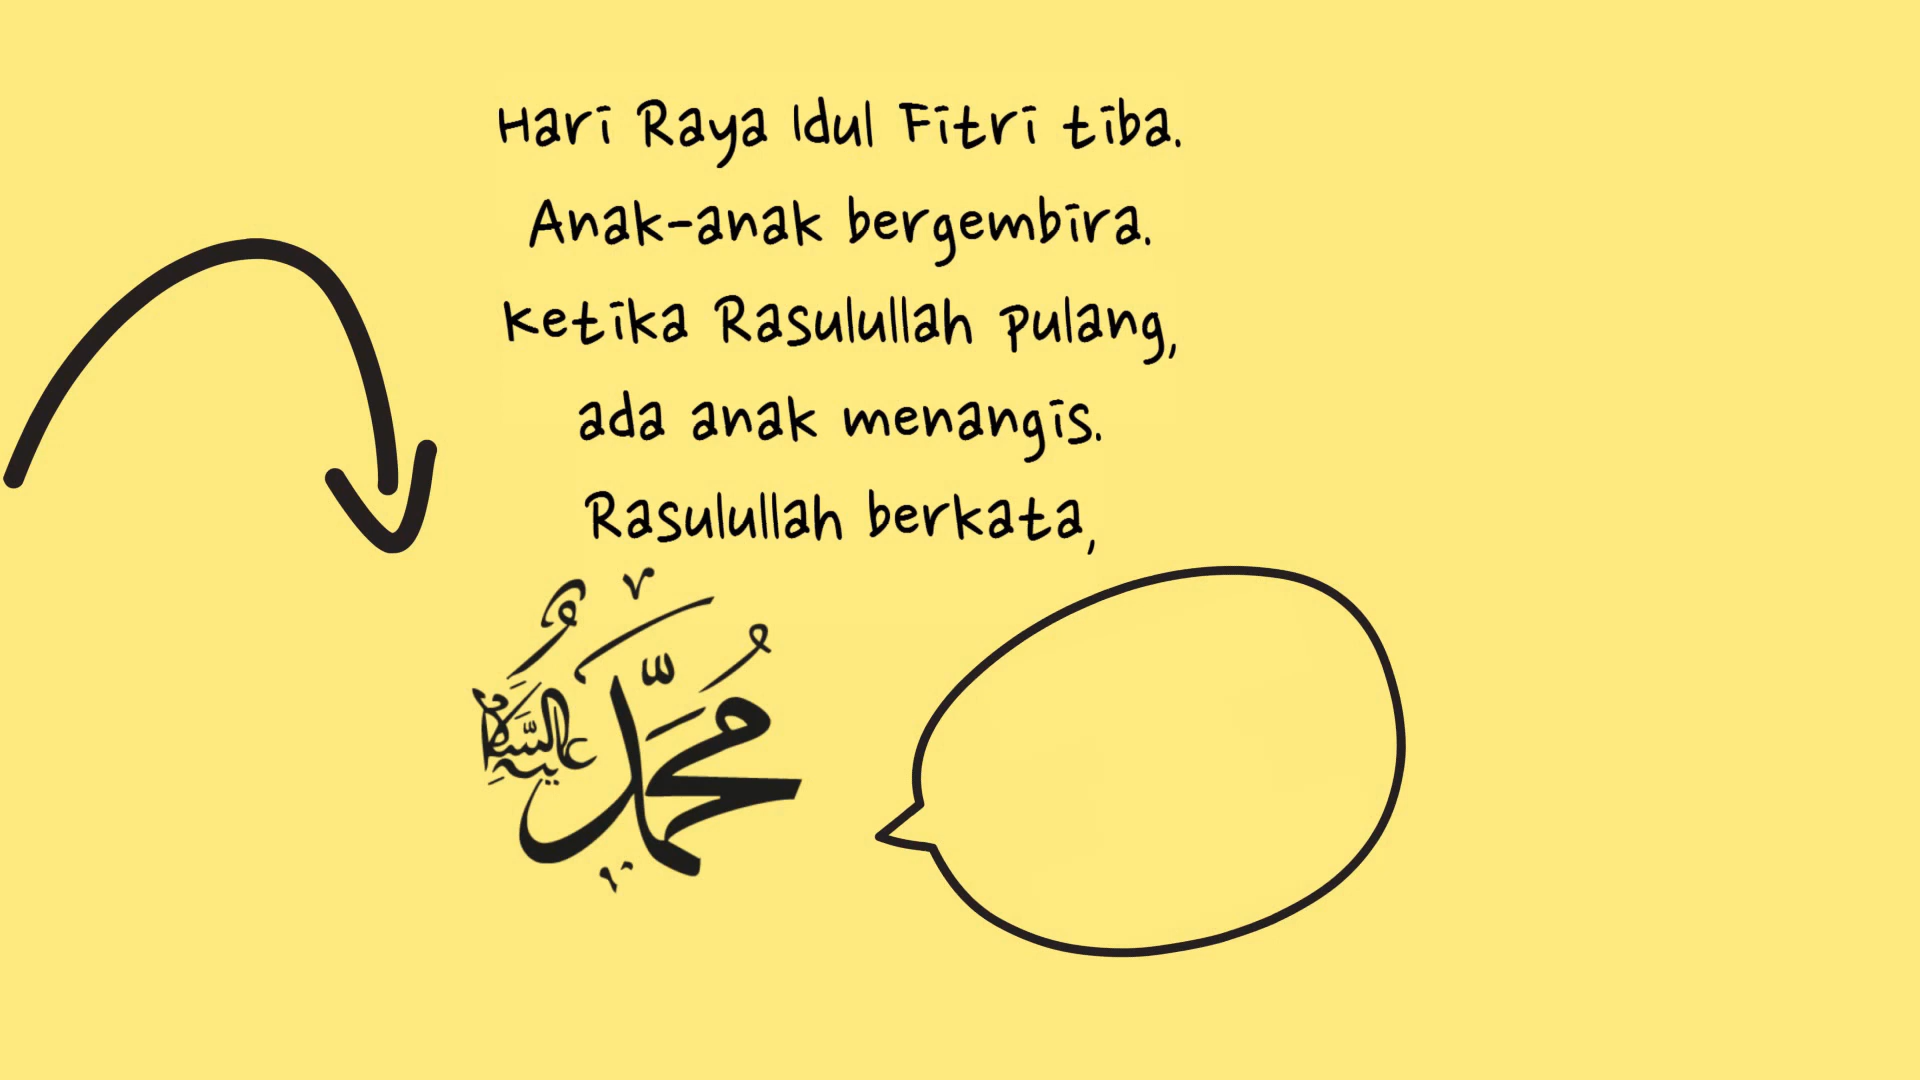 Hari Raya Idul Fitri tiba.
Anak-anak bergembira.
Ketika Rasulullah pulang,
ada anak menangis.
Rasulullah berkata,
محمد عليه السلام